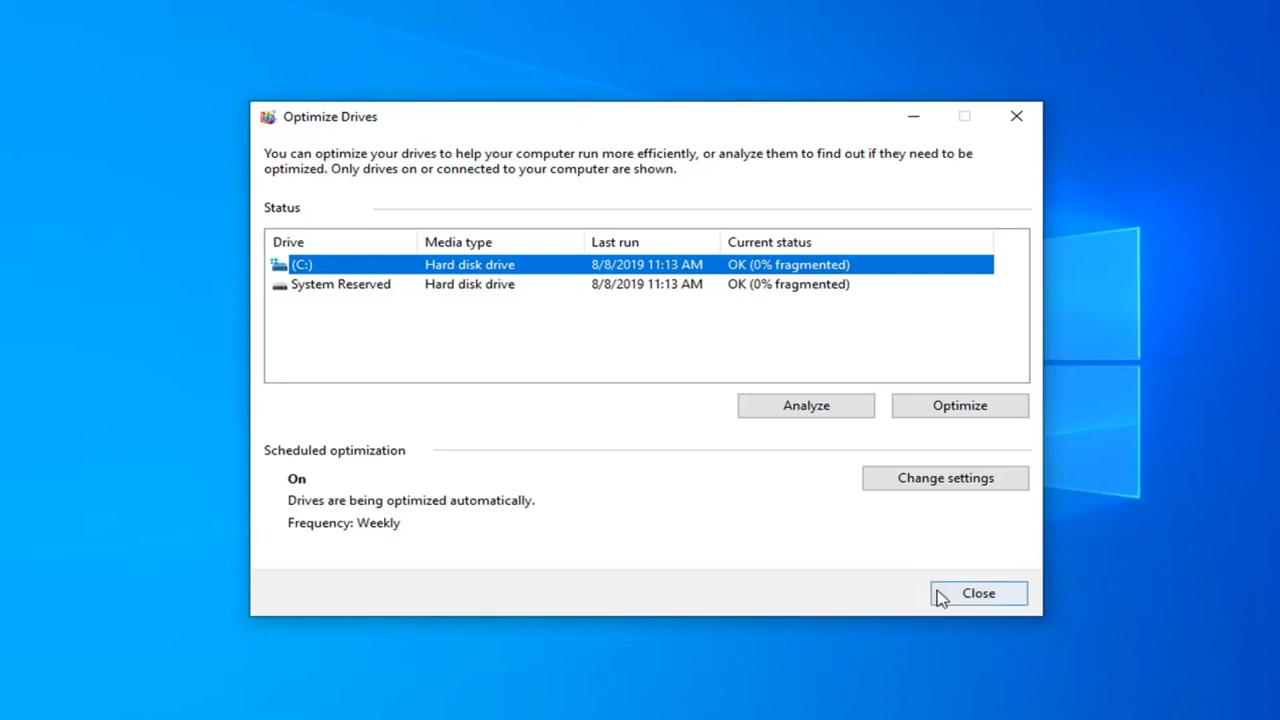 Optimize Drives
You can optimize your drives to help your computer run more efficiently, or analyze them to find out if they need to be
optimized. Only drives on or connected to your computer are shown.
Status
Drive Media type Last run Current status
(C:) Hard disk drive 8/8/2019 11:13 AM OK (0% fragmented)
System Reserved Hard disk drive 8/8/2019 11:13 AM OK (0% fragmented)
Analyze Optimize
Scheduled optimization
On
Change settings
Drives are being optimized automatically.
Frequency: Weekly
Close